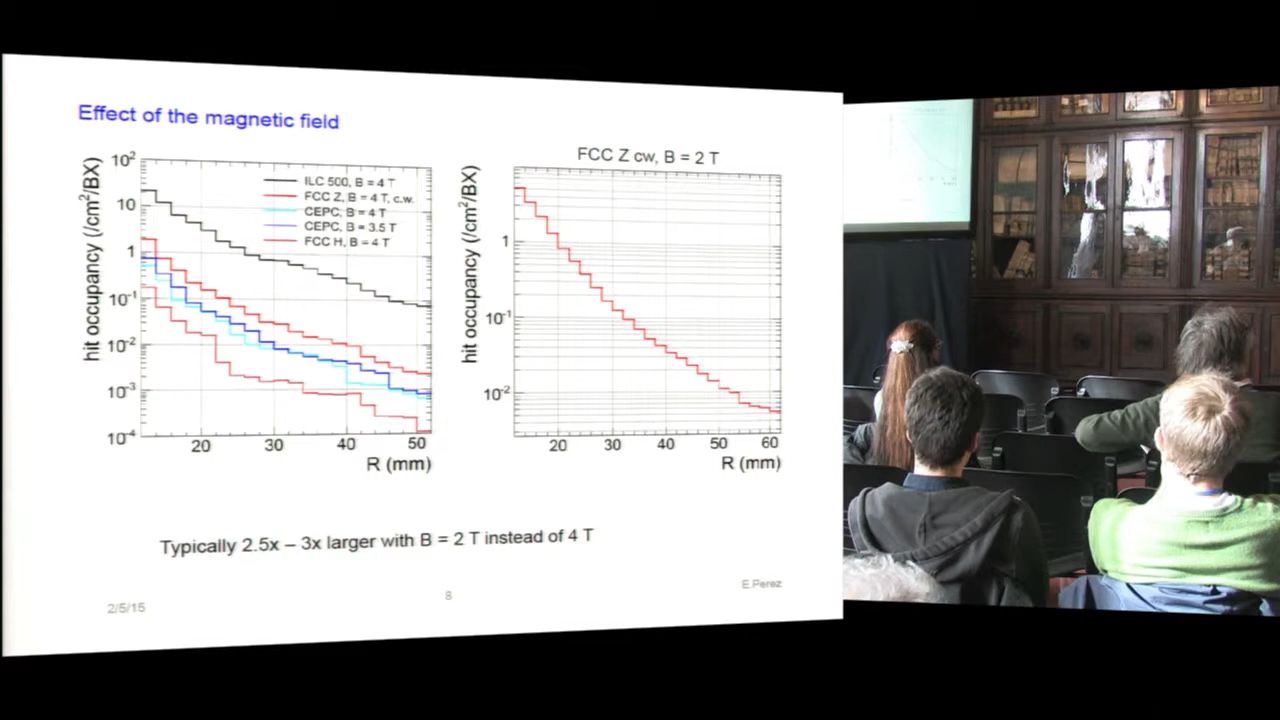 Effect of the magnetic field
hit occupancy (/cm²/BX)
10²
10
1
10⁻¹
10⁻²
10⁻³
10⁻⁴
ILC 500, B = 4 T
FCC Z, B = 4 T, c.w.
CEPC, B = 4 T
CEPC, B = 3.5 T
FCC H, B = 4 T
20 30 40 50
R (mm)
FCC Z cw, B = 2 T
hit occupancy (/cm²/BX)
1
10⁻¹
10⁻²
20 30 40 50 60
R (mm)
Typically 2.5x – 3x larger with B = 2 T instead of 4 T
2/5/15
8
E.Perez